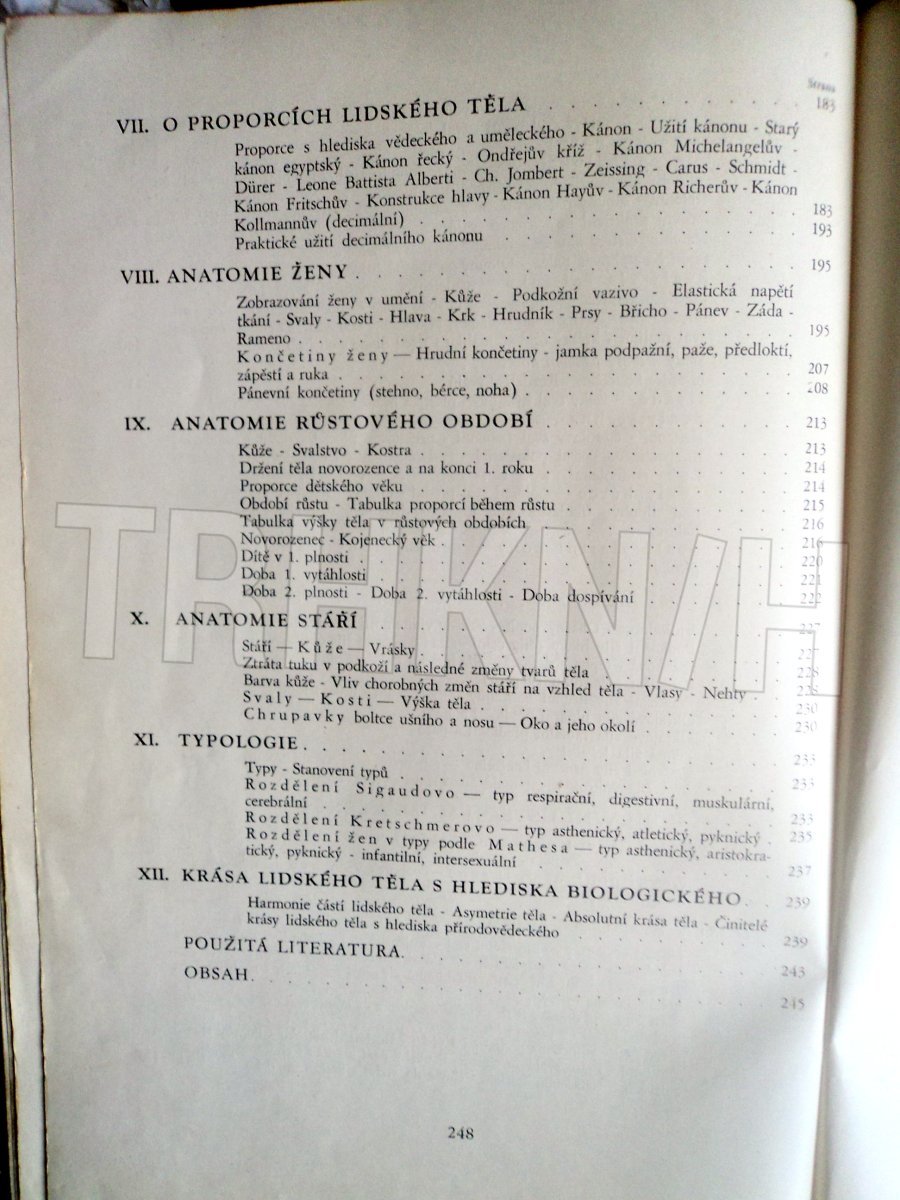 Strana
VII. O PROPORCÍCH LIDSKÉHO TĚLA . . . . . . . . . . . 183
Proporce s hlediska vědeckého a uměleckého - Kánon - Užití kánonu - Starý
kánon egyptský - Kánon řecký - Ondřejův kříž - Kánon Michelangelův -
Dürer - Leone Battista Alberti - Ch. Jombert - Zeissing - Carus - Schmidt -
Kánon Fritschův - Konstrukce hlavy - Kánon Hayův - Kánon Richerův - Kánon
Kollmannův (decimální) . . . . . . . . . . . . . . . 183
Praktické užití decimálního kánonu . . . . . . . . . . . . 193
VIII. ANATOMIE ŽENY . . . . . . . . . . . . . . . . 195
Zobrazování ženy v umění - Kůže - Podkožní vazivo - Elastická napětí
tkání - Svaly - Kosti - Hlava - Krk - Hrudník - Prsy - Břicho - Pánev - Záda -
Rameno . . . . . . . . . . . . . . . . . . . 195
Končetiny ženy — Hrudní končetiny - jamka podpažní, paže, předloktí,
zápěstí a ruka . . . . . . . . . . . . . . . . . 207
Pánevní končetiny (stehno, bérce, noha) . . . . . . . . . . . 208
IX. ANATOMIE RŮSTOVÉHO OBDOBÍ . . . . . . . . . . 213
Kůže - Svalstvo - Kostra . . . . . . . . . . . . . . 213
Držení těla novorozence a na konci 1. roku . . . . . . . . . . 214
Proporce dětského věku . . . . . . . . . . . . . . . 214
Období růstu - Tabulka proporcí během růstu . . . . . . . . . 215
Tabulka výšky těla v růstových obdobích . . . . . . . . . . 216
Novorozenec - Kojenecký věk . . . . . . . . . . . . . 216
Dítě v 1. plnosti . . . . . . . . . . . . . . . . . 220
Doba 1. vytáhlosti . . . . . . . . . . . . . . . . 221
Doba 2. plnosti - Doba 2. vytáhlosti - Doba dospívání . . . . . . 222
X. ANATOMIE STÁŘÍ . . . . . . . . . . . . . . . 227
Stáří — Kůže — Vrásky . . . . . . . . . . . . . . . 227
Ztráta tuku v podkoží a následné změny tvarů těla . . . . . . . 228
Barva kůže - Vliv chorobných změn stáří na vzhled těla - Vlasy - Nehty . 228
Svaly — Kosti — Výška těla . . . . . . . . . . . . . 230
Chrupavky boltce ušního a nosu — Oko a jeho okolí . . . . . . 230
XI. TYPOLOGIE . . . . . . . . . . . . . . . . . 233
Typy - Stanovení typů . . . . . . . . . . . . . . . 233
Rozdělení Sigaudovo — typ respirační, digestivní, muskulární,
cerebrální . . . . . . . . . . . . . . . . . . 233
Rozdělení Kretschmerovo — typ asthenický, atletický, pyknický . 235
Rozdělení žen v typy podle Mathesa — typ asthenický, aristokra-
tický, pyknický - infantilní, intersexuální . . . . . . . . . . 237
XII. KRÁSA LIDSKÉHO TĚLA S HLEDISKA BIOLOGICKÉHO . . 239
Harmonie částí lidského těla - Asymetrie těla - Absolutní krása těla - Činitelé
krásy lidského těla s hlediska přírodovědeckého . . . . . . . . 239
POUŽITÁ LITERATURA . . . . . . . . . . . . . . . 243
OBSAH . . . . . . . . . . . . . . . . . . . . 245
248